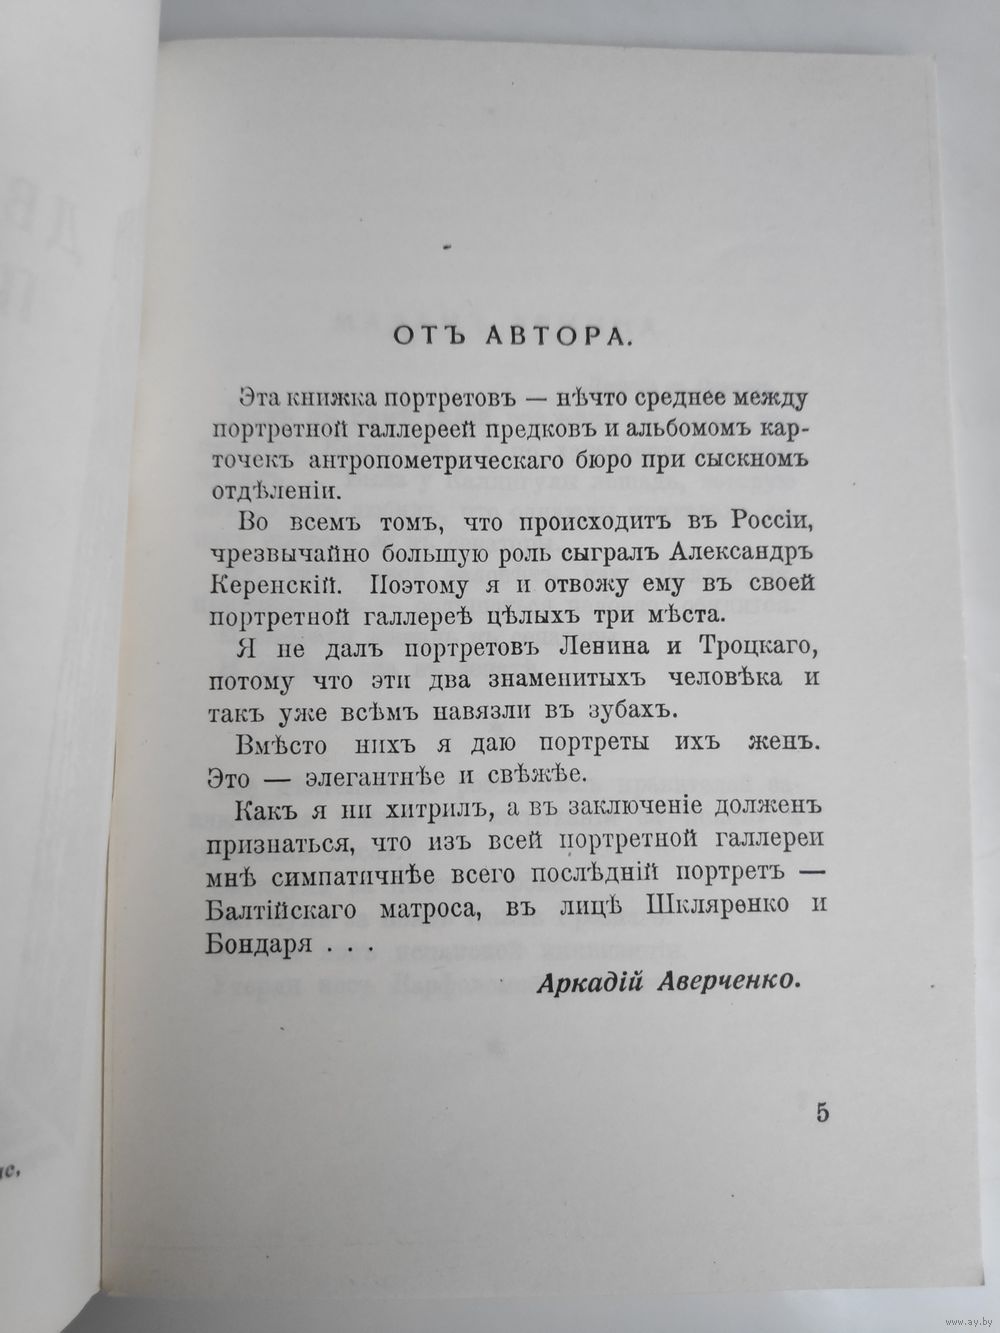 ОТЪ АВТОРА.
Эта книжка портретовъ — нѣчто среднее между
портретной галлереей предковъ и альбомомъ кар-
точекъ антропометрическаго бюро при сыскномъ
отдѣленіи.
Во всемъ томъ, что происходитъ въ Россіи,
чрезвычайно большую роль сыгралъ Александръ
Керенскій. Поэтому я и отвожу ему въ своей
портретной галлереѣ цѣлыхъ три мѣста.
Я не далъ портретовъ Ленина и Троцкаго,
потому что эти два знаменитыхъ человѣка и
такъ уже всѣмъ навязли въ зубахъ.
Вмѣсто нихъ я даю портреты ихъ женъ.
Это — элегантнѣе и свѣжѣе.
Какъ я ни хитрилъ, а въ заключеніе долженъ
признаться, что изъ всей портретной галлереи
мнѣ симпатичнѣе всего послѣдній портретъ —
Балтійскаго матроса, въ лицѣ Шкляренко и
Бондаря . . .
Аркадій Аверченко.
5
www.ay.by